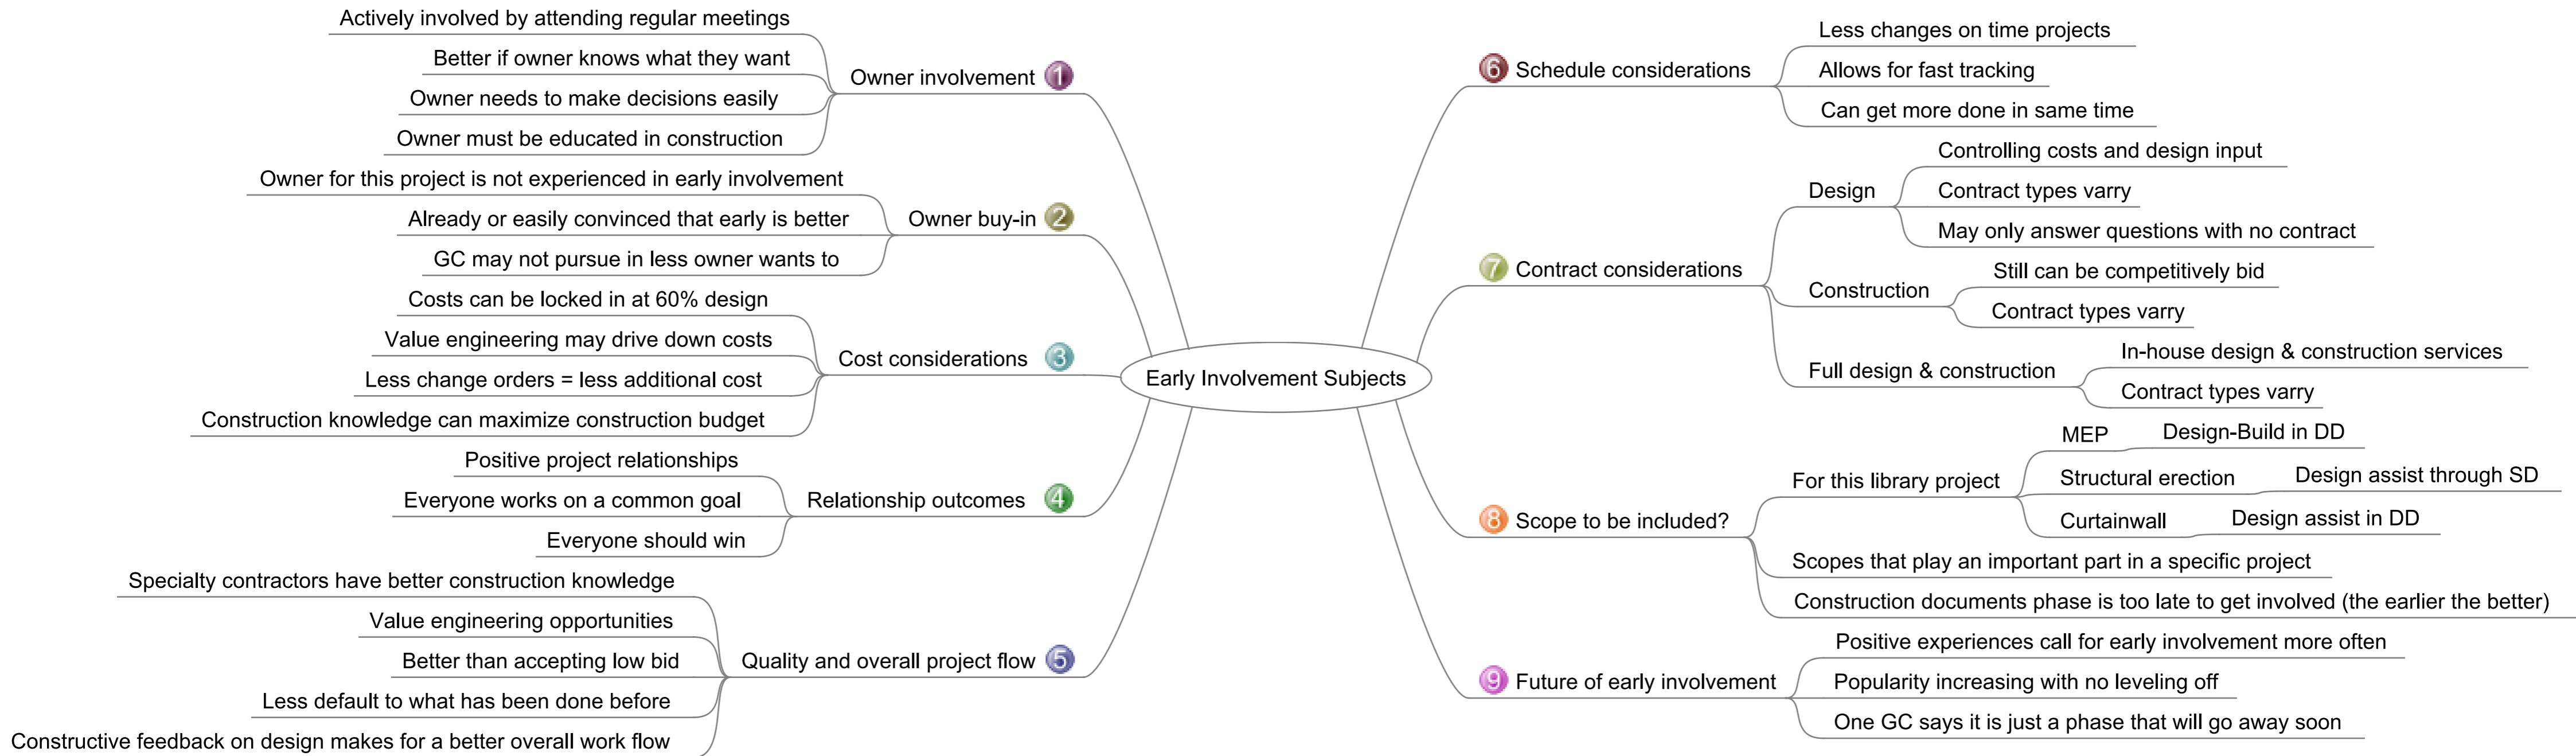 Early Involvement Subjects
Owner involvement 1
Actively involved by attending regular meetings
Better if owner knows what they want
Owner needs to make decisions easily
Owner must be educated in construction
Owner buy-in 2
Owner for this project is not experienced in early involvement
Already or easily convinced that early is better
GC may not pursue in less owner wants to
Cost considerations 3
Costs can be locked in at 60% design
Value engineering may drive down costs
Less change orders = less additional cost
Construction knowledge can maximize construction budget
Relationship outcomes 4
Positive project relationships
Everyone works on a common goal
Everyone should win
Quality and overall project flow 5
Specialty contractors have better construction knowledge
Value engineering opportunities
Better than accepting low bid
Less default to what has been done before
Constructive feedback on design makes for a better overall work flow
6 Schedule considerations
Less changes on time projects
Allows for fast tracking
Can get more done in same time
7 Contract considerations
Design
Controlling costs and design input
Contract types varry
May only answer questions with no contract
Construction
Still can be competitively bid
Contract types varry
Full design & construction
In-house design & construction services
Contract types varry
8 Scope to be included?
For this library project
MEP
Design-Build in DD
Structural erection
Design assist through SD
Curtainwall
Design assist in DD
Scopes that play an important part in a specific project
Construction documents phase is too late to get involved (the earlier the better)
9 Future of early involvement
Positive experiences call for early involvement more often
Popularity increasing with no leveling off
One GC says it is just a phase that will go away soon